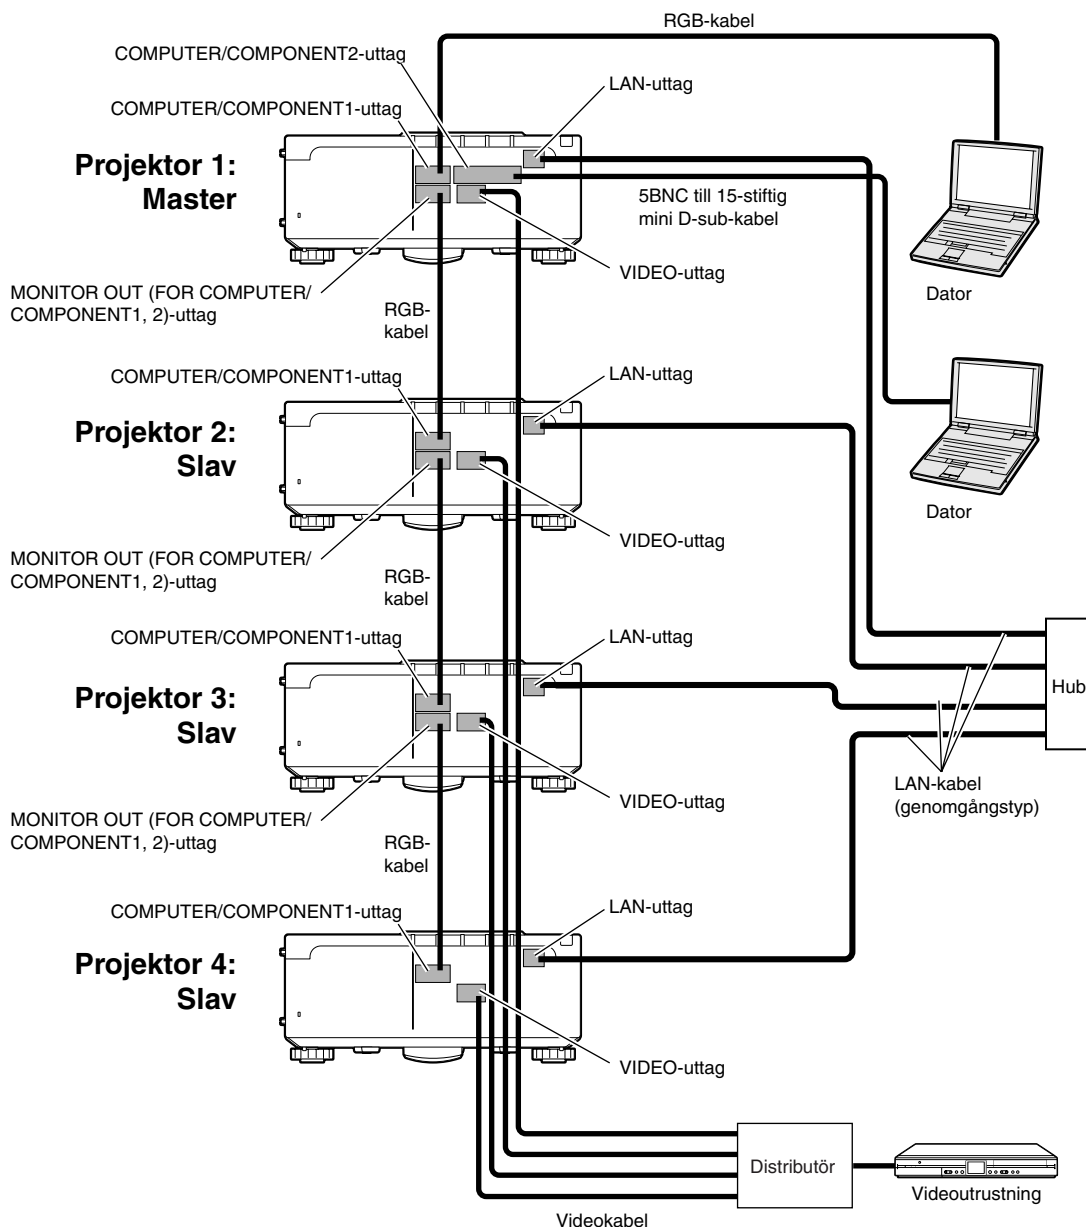 RGB-kabel
COMPUTER/COMPONENT2-uttag
LAN-uttag
COMPUTER/COMPONENT1-uttag
Projektor 1:
Master
5BNC till 15-stiftig
mini D-sub-kabel
VIDEO-uttag
MONITOR OUT (FOR COMPUTER/
COMPONENT1, 2)-uttag
RGB-
kabel
Dator
COMPUTER/COMPONENT1-uttag
LAN-uttag
Projektor 2:
Slav
Dator
VIDEO-uttag
MONITOR OUT (FOR COMPUTER/
COMPONENT1, 2)-uttag
RGB-
kabel
COMPUTER/COMPONENT1-uttag
LAN-uttag
Hub
Projektor 3:
Slav
LAN-kabel
(genomgångstyp)
VIDEO-uttag
MONITOR OUT (FOR COMPUTER/
COMPONENT1, 2)-uttag
RGB-
kabel
COMPUTER/COMPONENT1-uttag
LAN-uttag
Projektor 4:
Slav
VIDEO-uttag
Distributör
Videoutrustning
Videokabel